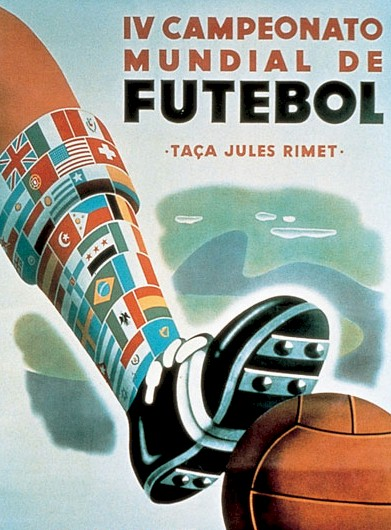 IV CAMPEONATO
MUNDIAL DE
FUTEBOL
·TAÇA JULES RIMET·